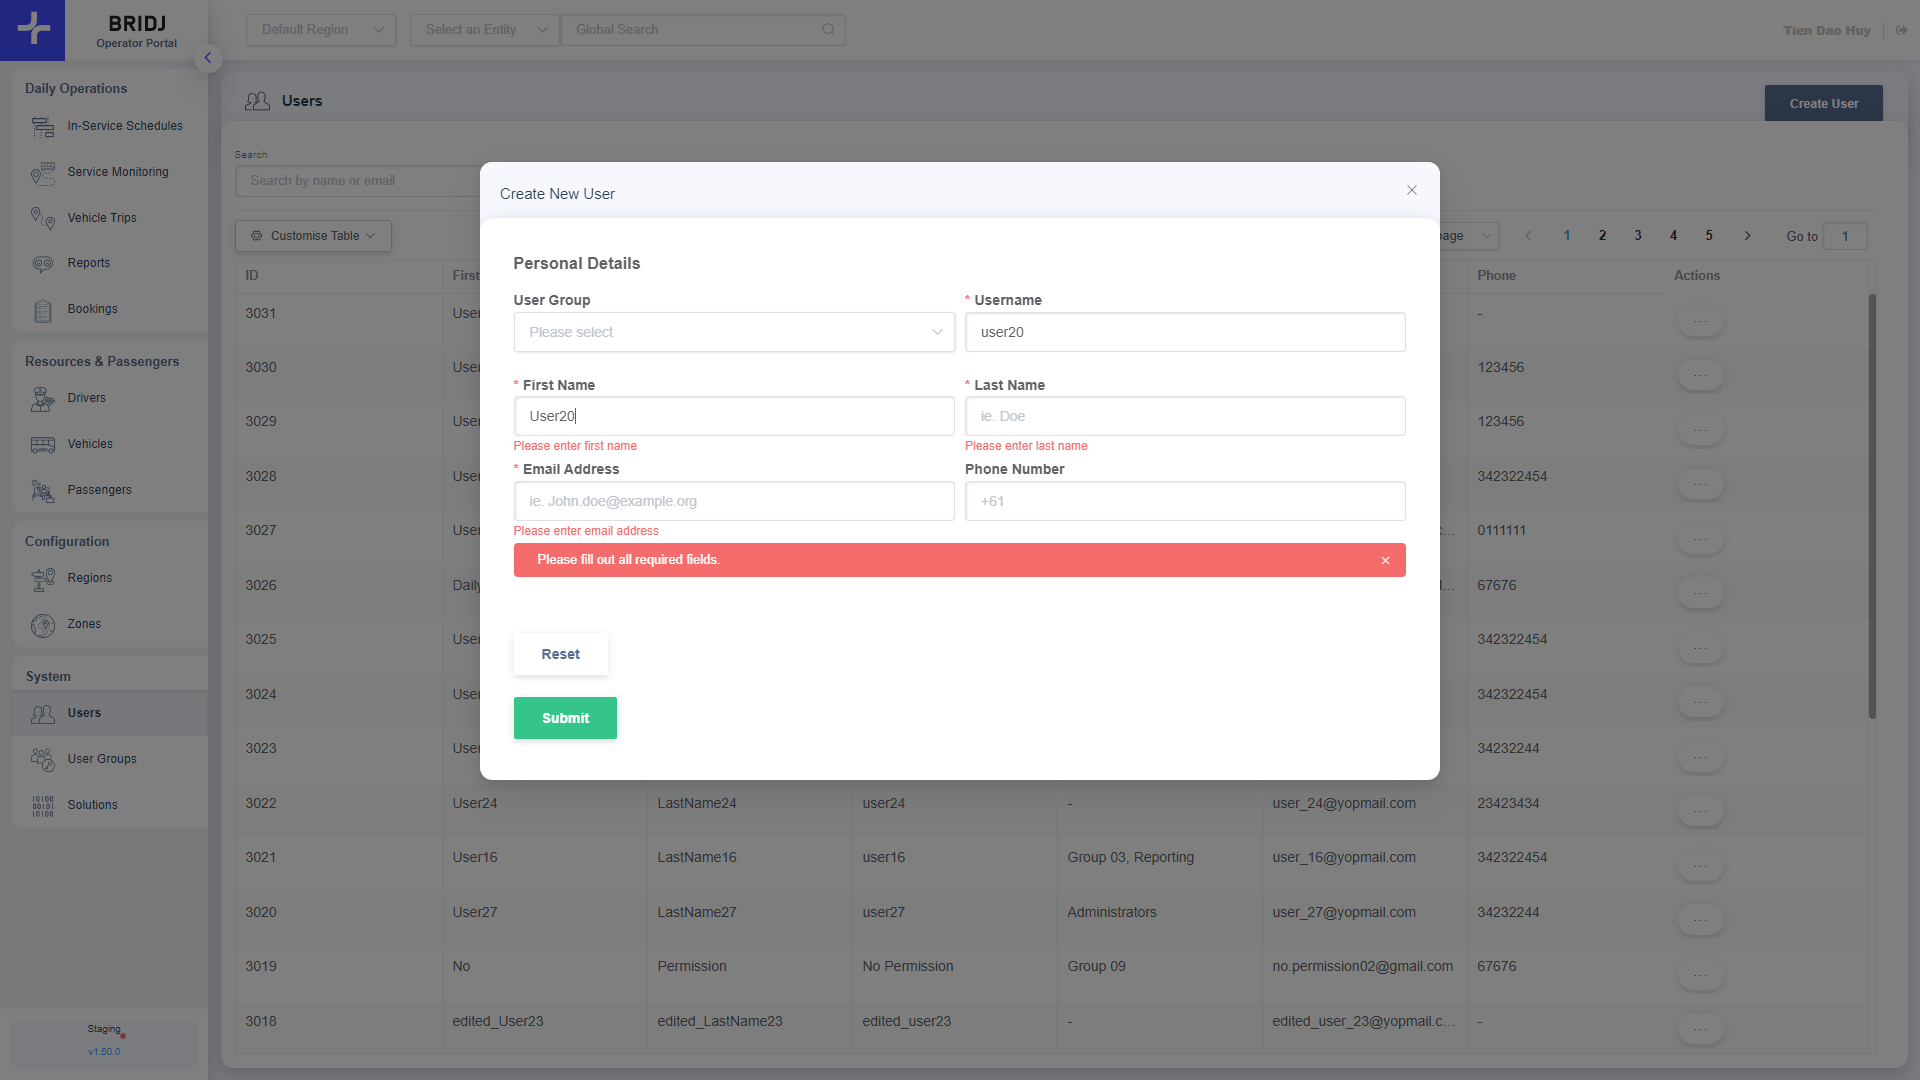 BRIDJ
Operator Portal
Default Region
Select an Entity
Global Search
Tien Dao Huy
Daily Operations
In-Service Schedules
Service Monitoring
Vehicle Trips
Reports
Bookings
Resources & Passengers
Drivers
Vehicles
Passengers
Configuration
Regions
Zones
System
Users
User Groups
Solutions
Staging
v1.50.0
Users
Create User
Search
Search by name or email
Customise Table
age
1 2 3 4 5
Go to 1
ID First Phone Actions
3031 User - ...
3030 User 123456 ...
3029 User 123456 ...
3028 User 342322454 ...
3027 User c... 0111111 ...
3026 Daily 67676 ...
3025 User 342322454 ...
3024 User 342322454 ...
3023 User 34232244 ...
3022 User24 LastName24 user24 - user_24@yopmail.com 23423434 ...
3021 User16 LastName16 user16 Group 03, Reporting user_16@yopmail.com 342322454 ...
3020 User27 LastName27 user27 Administrators user_27@yopmail.com 34232244 ...
3019 No Permission No Permission Group 09 no.permission02@gmail.com 67676 ...
3018 edited_User23 edited_LastName23 edited_user23 - edited_user_23@yopmail.c... - ...
Create New User
Personal Details
User Group
Please select
* Username
user20
* First Name
User20
Please enter first name
* Last Name
ie. Doe
Please enter last name
* Email Address
ie. John.doe@example.org
Please enter email address
Phone Number
+61
Please fill out all required fields.
Reset
Submit